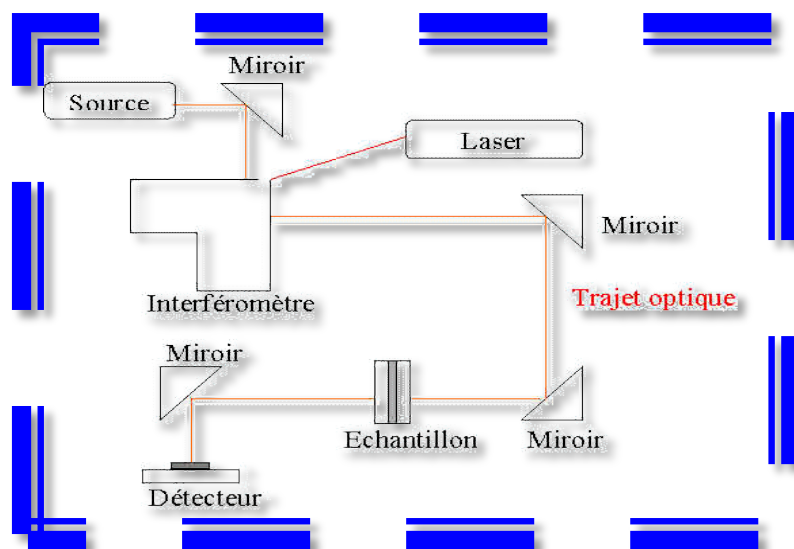 Miroir
Source
Laser
Miroir
Interféromètre
Trajet optique
Miroir
Echantillon
Miroir
Détecteur